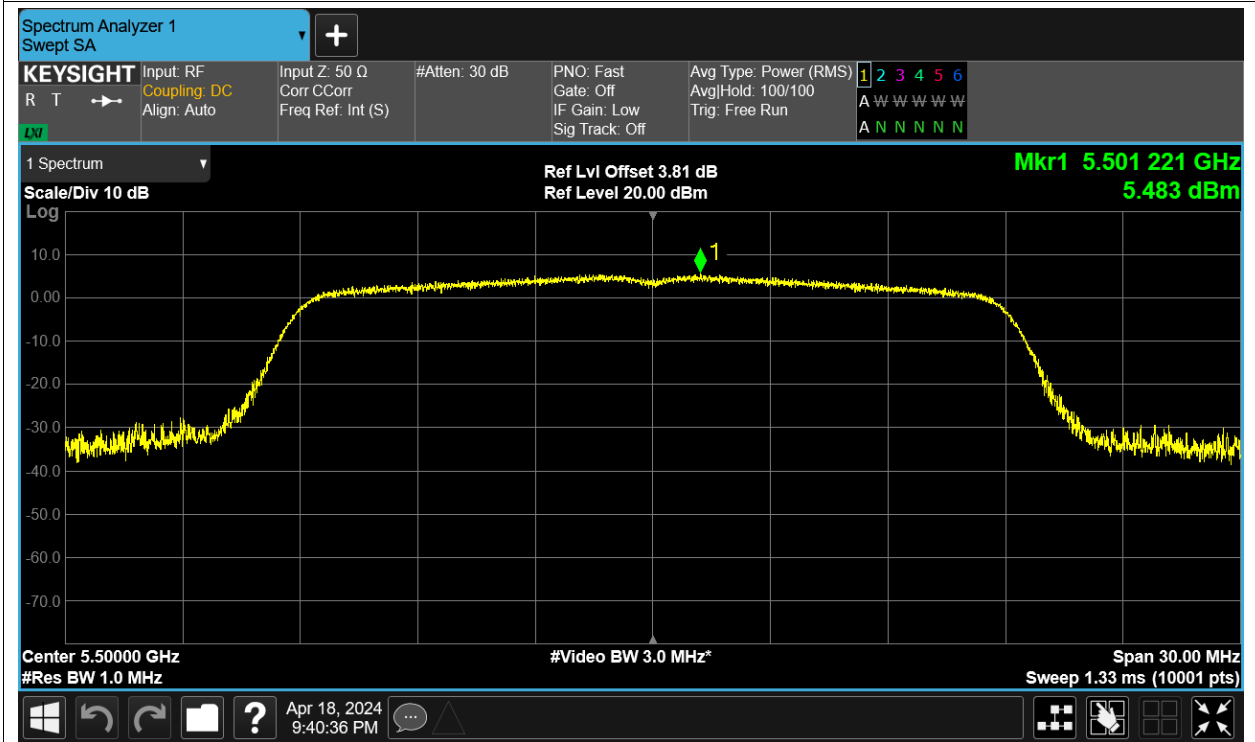 Spectrum Analyzer 1
Swept SA
KEYSIGHT
R T
LXI
Input: RF
Coupling: DC
Align: Auto
Input Z: 50 Ω
Corr CCorr
Freq Ref: Int (S)
#Atten: 30 dB
PNO: Fast
Gate: Off
IF Gain: Low
Sig Track: Off
Avg Type: Power (RMS)
Avg|Hold: 100/100
Trig: Free Run
1 2 3 4 5 6
A W W W W W
A N N N N N
1 Spectrum
Scale/Div 10 dB
Log
Ref Lvl Offset 3.81 dB
Ref Level 20.00 dBm
Mkr1 5.501 221 GHz
5.483 dBm
1
10.0
0.00
-10.0
-20.0
-30.0
-40.0
-50.0
-60.0
-70.0
Center 5.50000 GHz
#Res BW 1.0 MHz
#Video BW 3.0 MHz*
Span 30.00 MHz
Sweep 1.33 ms (10001 pts)
?
Apr 18, 2024
9:40:36 PM